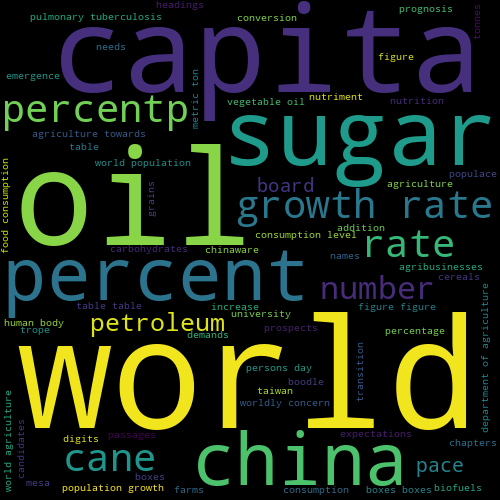 headings
pulmonary tuberculosis
conversion
prognosis
tonnes
capita
needs
figure
emergence
metric ton
nutriment
nutrition
vegetable oil
percentp
sugar
agriculture towards
table
world population
food consumption
oil
grains
board
agriculture
populace
growth rate
addition
consumption level
rate
names
carbohydrates
chinaware
agribusinesses
percent
number
cereals
table table
increase
figure figure
department of agriculture
human body
trope
petroleum
university
demands
prospects
percentage
world
persons day
transition
boodle
taiwan
worldly concern
world agriculture
candidates
digits
passages
expectations
chapters
china
cane
pace
mesa
boxes
population growth
farms
consumption
boxes boxes
biofuels